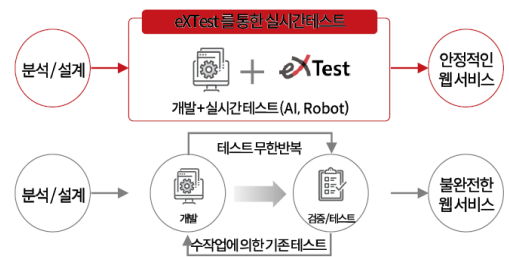 eXTest를 통한 실시간테스트
분석/설계
eXTest
개발+실시간테스트(AI, Robot)
안정적인
웹 서비스
테스트 무한반복
분석/설계
개발
검증/테스트
불완전한
웹 서비스
수작업에 의한 기존 테스트